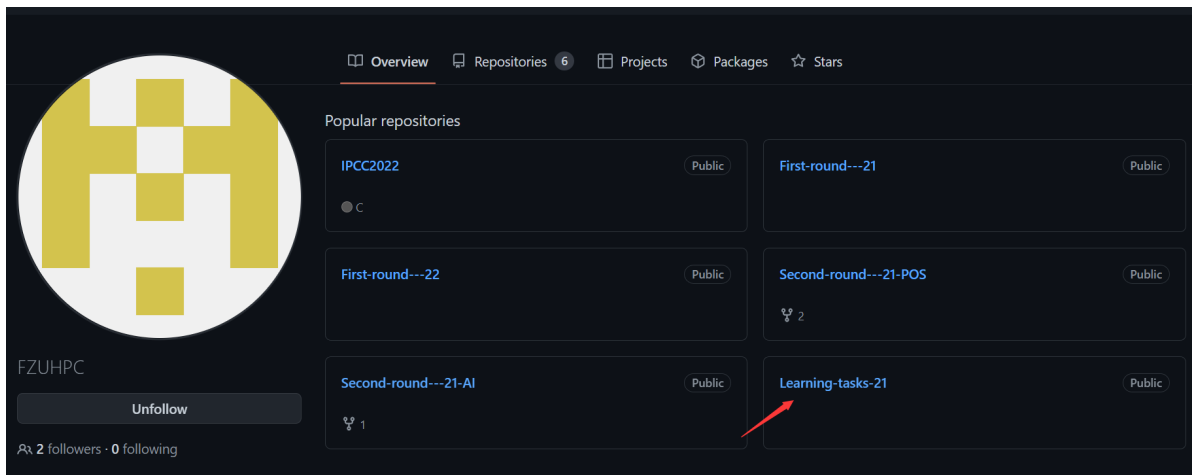 Overview Repositories 6 Projects Packages Stars
Popular repositories
IPCC2022 Public
C
First-round---21 Public
First-round---22 Public
Second-round---21-POS Public
2
Second-round---21-AI Public
1
Learning-tasks-21 Public
FZUHPC
Unfollow
2 followers · 0 following